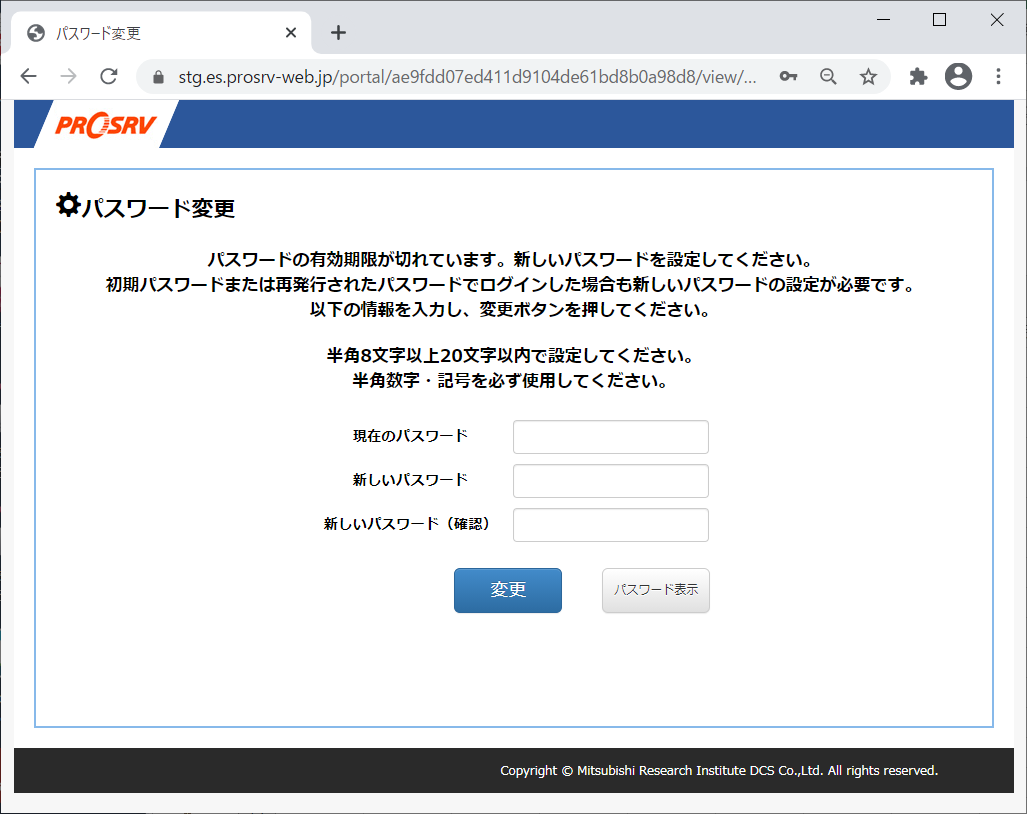 パスワード変更
stg.es.prosrv-web.jp/portal/ae9fdd07ed411d9104de61bd8b0a98d8/view/...
PROSRV
パスワード変更
パスワードの有効期限が切れています。新しいパスワードを設定してください。
初期パスワードまたは再発行されたパスワードでログインした場合も新しいパスワードの設定が必要です。
以下の情報を入力し、変更ボタンを押してください。
半角8文字以上20文字以内で設定してください。
半角数字・記号を必ず使用してください。
現在のパスワード
新しいパスワード
新しいパスワード（確認）
変更 パスワード表示
Copyright © Mitsubishi Research Institute DCS Co.,Ltd. All rights reserved.